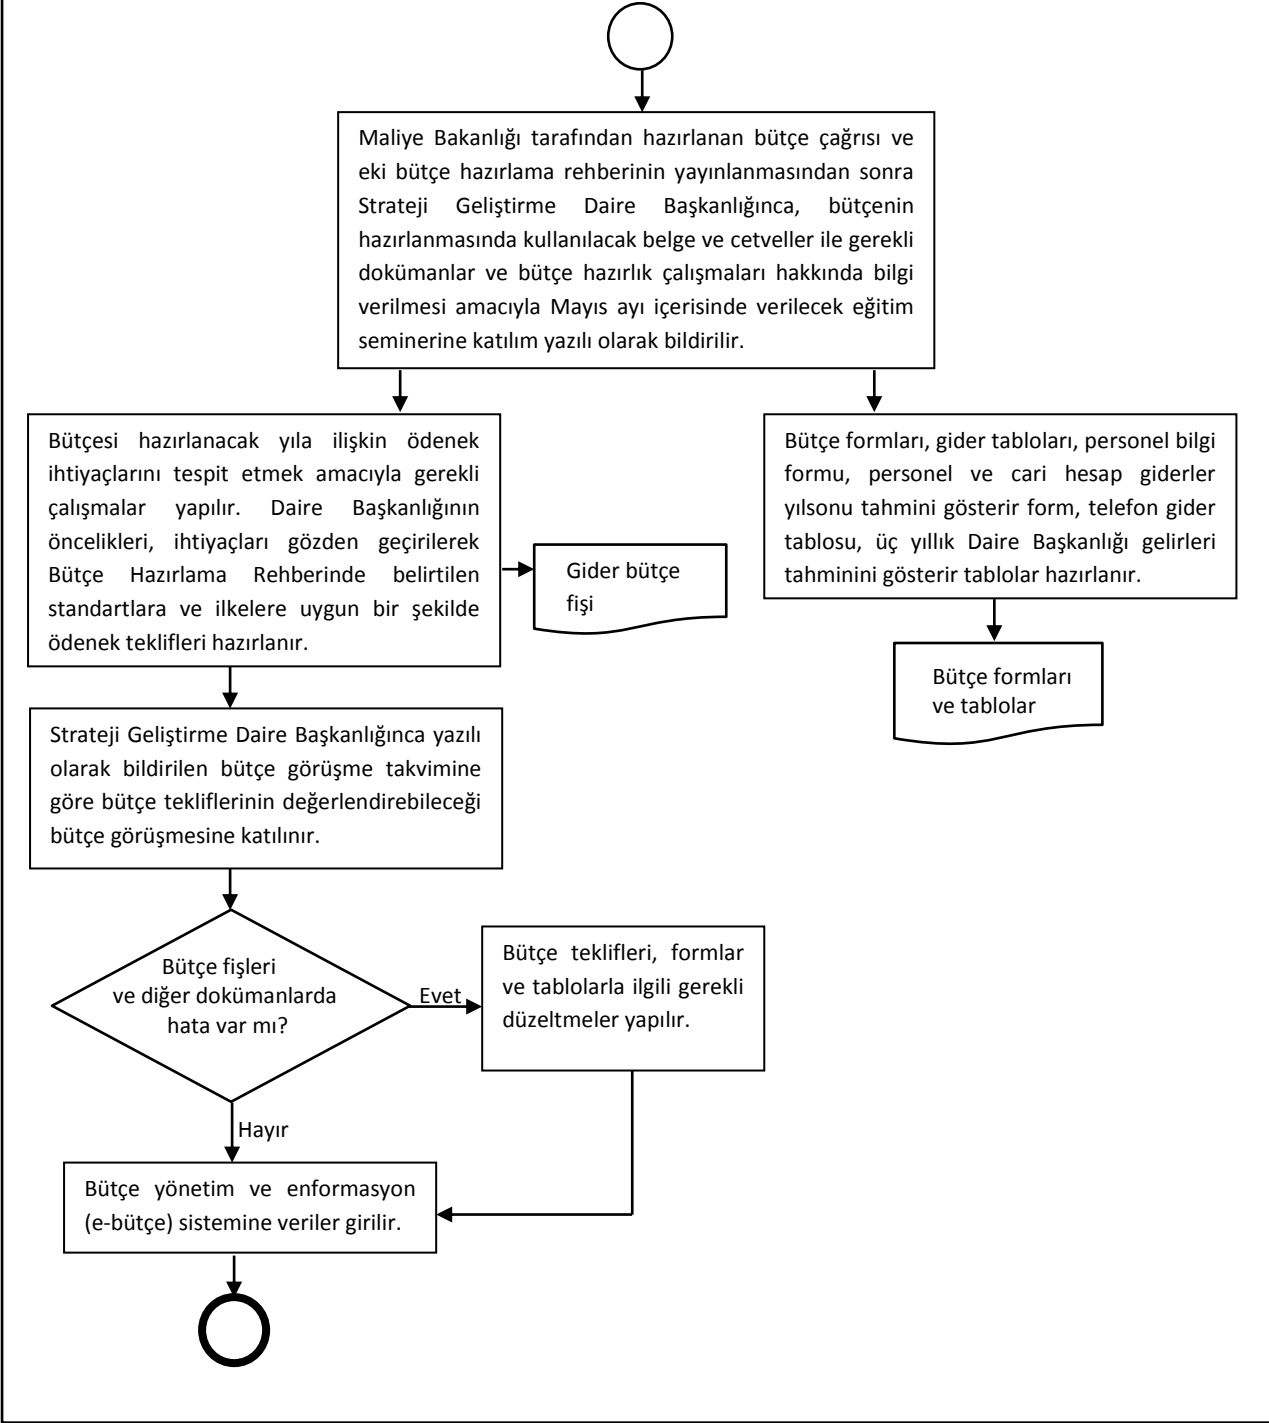 Maliye Bakanlığı tarafından hazırlanan bütçe çağrısı ve
eki bütçe hazırlama rehberinin yayınlanmasından sonra
Strateji Geliştirme Daire Başkanlığınca, bütçenin
hazırlanmasında kullanılacak belge ve cetveller ile gerekli
dokümanlar ve bütçe hazırlık çalışmaları hakkında bilgi
verilmesi amacıyla Mayıs ayı içerisinde verilecek eğitim
seminerine katılım yazılı olarak bildirilir.
Bütçesi hazırlanacak yıla ilişkin ödenek
ihtiyaçlarını tespit etmek amacıyla gerekli
çalışmalar yapılır. Daire Başkanlığının
öncelikleri, ihtiyaçları gözden geçirilerek
Bütçe Hazırlama Rehberinde belirtilen
standartlara ve ilkelere uygun bir şekilde
ödenek teklifleri hazırlanır.
Gider bütçe
fişi
Bütçe formları, gider tabloları, personel bilgi
formu, personel ve cari hesap giderler
yılsonu tahmini gösterir form, telefon gider
tablosu, üç yıllık Daire Başkanlığı gelirleri
tahminini gösterir tablolar hazırlanır.
Bütçe formları
ve tablolar
Strateji Geliştirme Daire Başkanlığınca yazılı
olarak bildirilen bütçe görüşme takvimine
göre bütçe tekliflerinin değerlendirebileceği
bütçe görüşmesine katılınır.
Bütçe fişleri
ve diğer dokümanlarda
hata var mı?
Evet
Bütçe teklifleri, formlar
ve tablolarla ilgili gerekli
düzeltmeler yapılır.
Hayır
Bütçe yönetim ve enformasyon
(e-bütçe) sistemine veriler girilir.